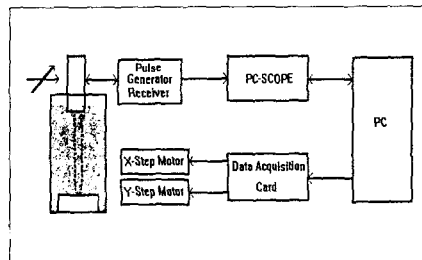 Pulse
Generator
Receiver
PC-SCOPE
PC
X-Step Motor
Y-Step Motor
Data Acquisition
Card